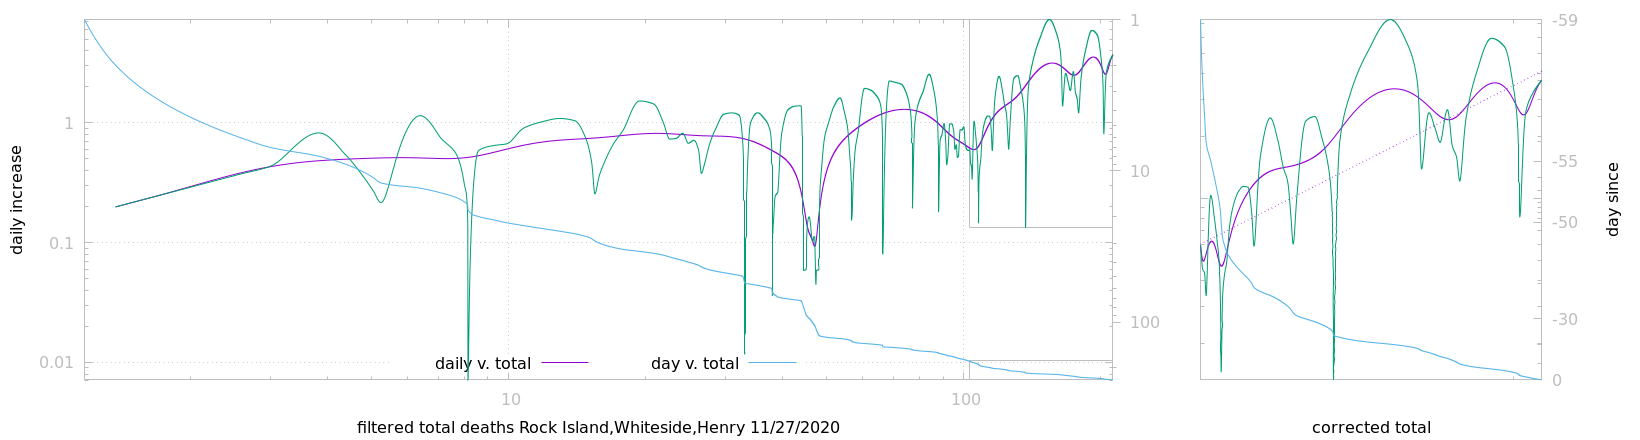 1
-59
1
-55
10
-50
0.1
100
-30
0.01
0
daily increase
daily v. total
day v. total
day since
10
100
filtered total deaths Rock Island,Whiteside,Henry 11/27/2020
corrected total